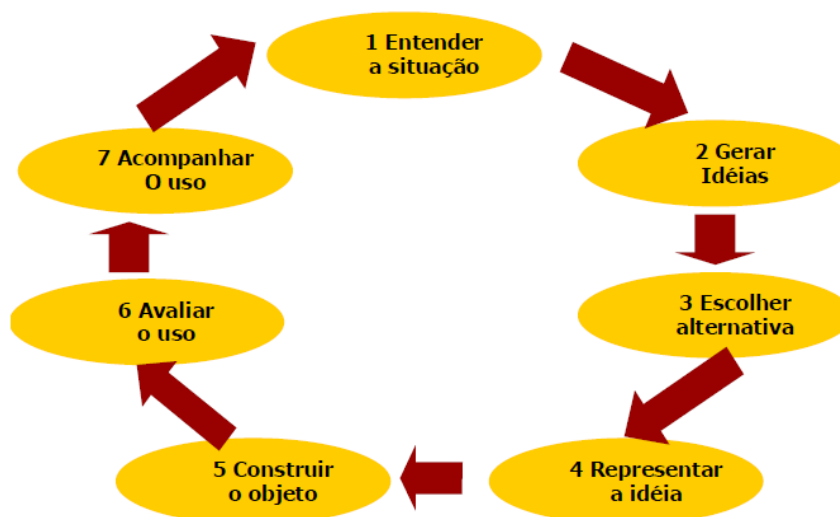 1 Entender
a situação
2 Gerar
Idéias
3 Escolher
alternativa
4 Representar
a idéia
5 Construir
o objeto
6 Avaliar
o uso
7 Acompanhar
O uso